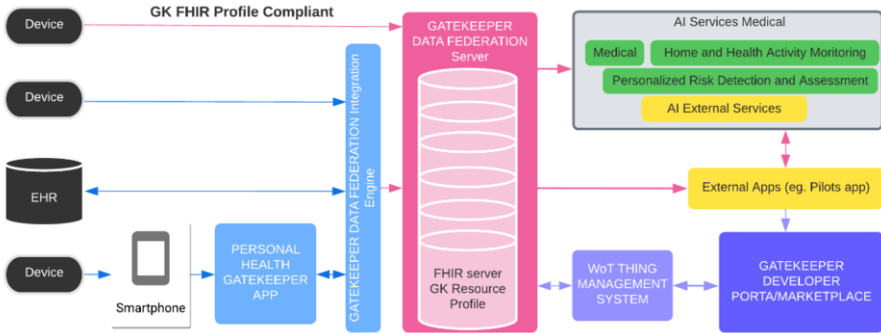 GK FHIR Profile Compliant
Device
Device
EHR
Device
Smartphone
PERSONAL
HEALTH
GATEKEEPER
APP
GATEKEEPER DATA FEDERATION Integration
Engine
GATEKEEPER
DATA FEDERATION
Server
FHIR server
GK Resource
Profile
AI Services Medical
Medical
Home and Health Activity Monitoring
Personalized Risk Detection and Assessment
AI External Services
External Apps (eg. Pilots app)
WoT THING
MANAGEMENT
SYSTEM
GATEKEEPER
DEVELOPER
PORTA/MARKETPLACE